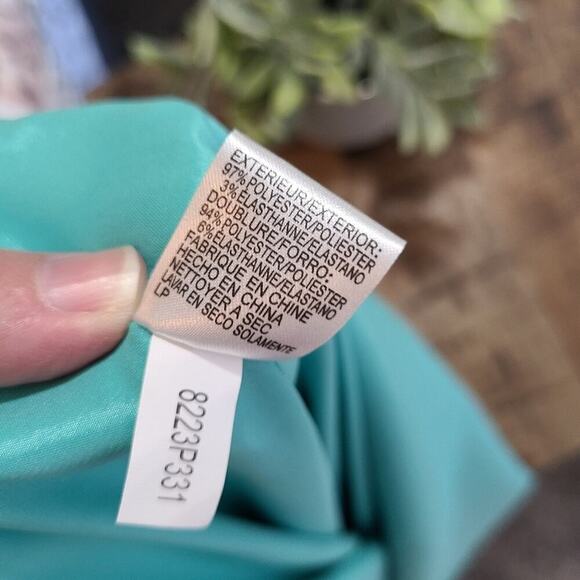 EXTERIEUR/EXTERIOR:
97%POLYESTER/POLIESTER
3%ELASTHANNE/ELASTANO
DOUBLURE/FORRO:
94%POLYESTER/POLIESTER
6%ELASTHANNE/ELASTANO
FABRIQUE EN CHINE
HECHO EN CHINA
NETTOYER A SEC
LAVAR EN SECO SOLAMENTE
LP
8223P331